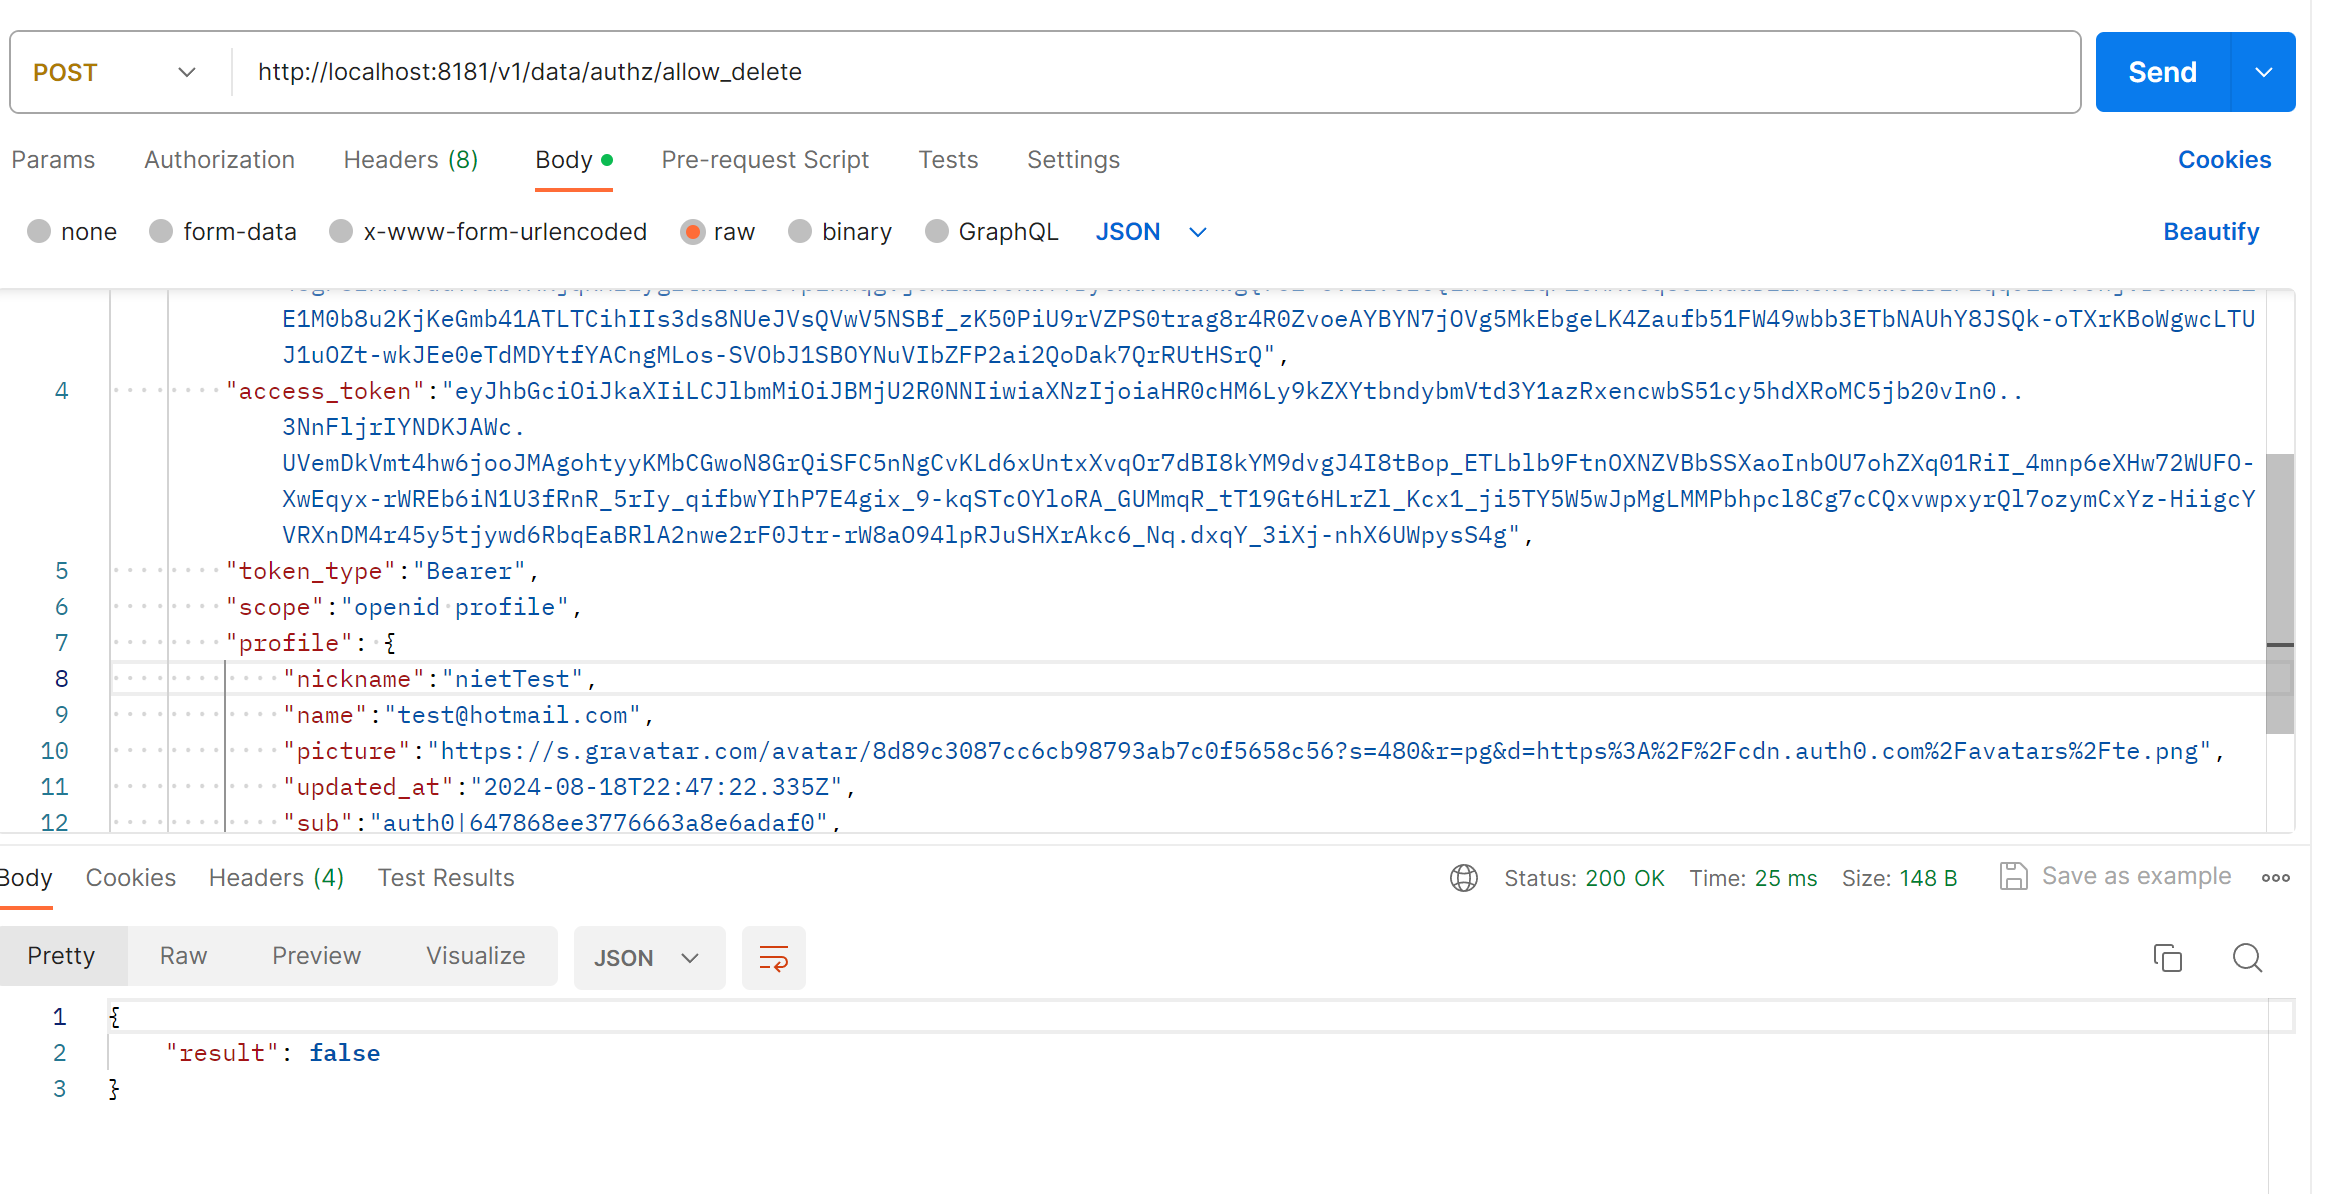 POST http://localhost:8181/v1/data/authz/allow_delete Send
Params Authorization Headers (8) Body Pre-request Script Tests Settings Cookies
none form-data x-www-form-urlencoded raw binary GraphQL JSON Beautify
E1M0b8u2KjKeGmb41ATLTCihIIs3ds8NUeJVsQVwV5NSBf_zK50PiU9rVZPS0trag8r4R0ZvoeAYBYN7jOVg5MkEbgeLK4Zaufb51FW49wbb3ETbNAUhY8JSQk-oTXrKBoWgwcLTU
J1uOZt-wkJEe0eTdMDYtfYACngMLos-SVObJ1SBOYNuVIbZFP2ai2QoDak7QrRUtHSrQ",
4 "access_token":"eyJhbGciOiJkaXIiLCJlbmMiOiJBMjU2R0NNIiwiaXNzIjoiaHR0cHM6Ly9kZXYtbndybmVtd3Y1azRxencwbS51cy5hdXRoMC5jb20vIn0..
3NnFljrIYNDKJAWc.
UVemDkVmt4hw6jooJMAgohtyyKMbCGwoN8GrQiSFC5nNgCvKLd6xUntxXvqOr7dBI8kYM9dvgJ4I8tBop_ETLblb9FtnOXNZVBbSSXaoInbOU7ohZXq01RiI_4mnp6eXHw72WUFO-
XwEqyx-rWREb6iN1U3fRnR_5rIy_qifbwYIhP7E4gix_9-kqSTcOYloRA_GUMmqR_tT19Gt6HLrZl_Kcx1_ji5TY5W5wJpMgLMMPbhpcl8Cg7cCQxvwpxyrQl7ozymCxYz-HiigcY
VRXnDM4r45y5tjywd6RbqEaBRlA2nwe2rF0Jtr-rW8aO94lpRJuSHXrAkc6_Nq.dxqY_3iXj-nhX6UWpysS4g",
5 "token_type":"Bearer",
6 "scope":"openid profile",
7 "profile": {
8 "nickname":"nietTest",
9 "name":"test@hotmail.com",
10 "picture":"https://s.gravatar.com/avatar/8d89c3087cc6cb98793ab7c0f5658c56?s=480&r=pg&d=https%3A%2F%2Fcdn.auth0.com%2Favatars%2Fte.png",
11 "updated_at":"2024-08-18T22:47:22.335Z",
12 "sub":"auth0|647868ee3776663a8e6adaf0",
Body Cookies Headers (4) Test Results Status: 200 OK Time: 25 ms Size: 148 B Save as example
Pretty Raw Preview Visualize JSON
1 {
2 "result": false
3 }